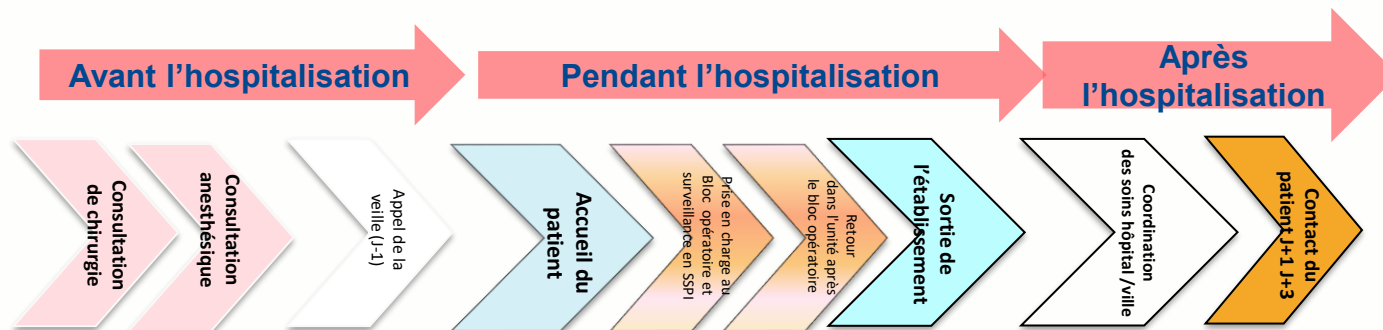 Avant l'hospitalisation
Pendant l'hospitalisation
Après
l'hospitalisation
Consultation
de chirurgie
Consultation
anesthésique
Appel de la
veille (J-1)
Accueil du
patient
Prise en charge au
Bloc opératoire et
surveillance en SSPI
Retour
dans l'unité après
le bloc opératoire
Sortie de
l'établissement
Coordination
des soins hôpital /ville
Contact du
patient J+1 J+3